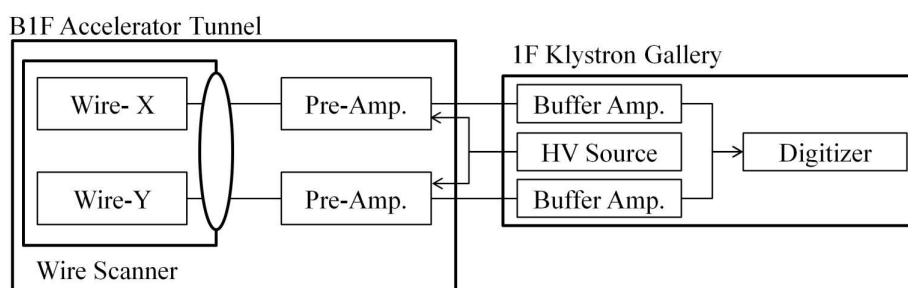 B1F Accelerator Tunnel
1F Klystron Gallery
Wire- X
Pre-Amp.
Buffer Amp.
HV Source
Digitizer
Wire-Y
Pre-Amp.
Buffer Amp.
Wire Scanner